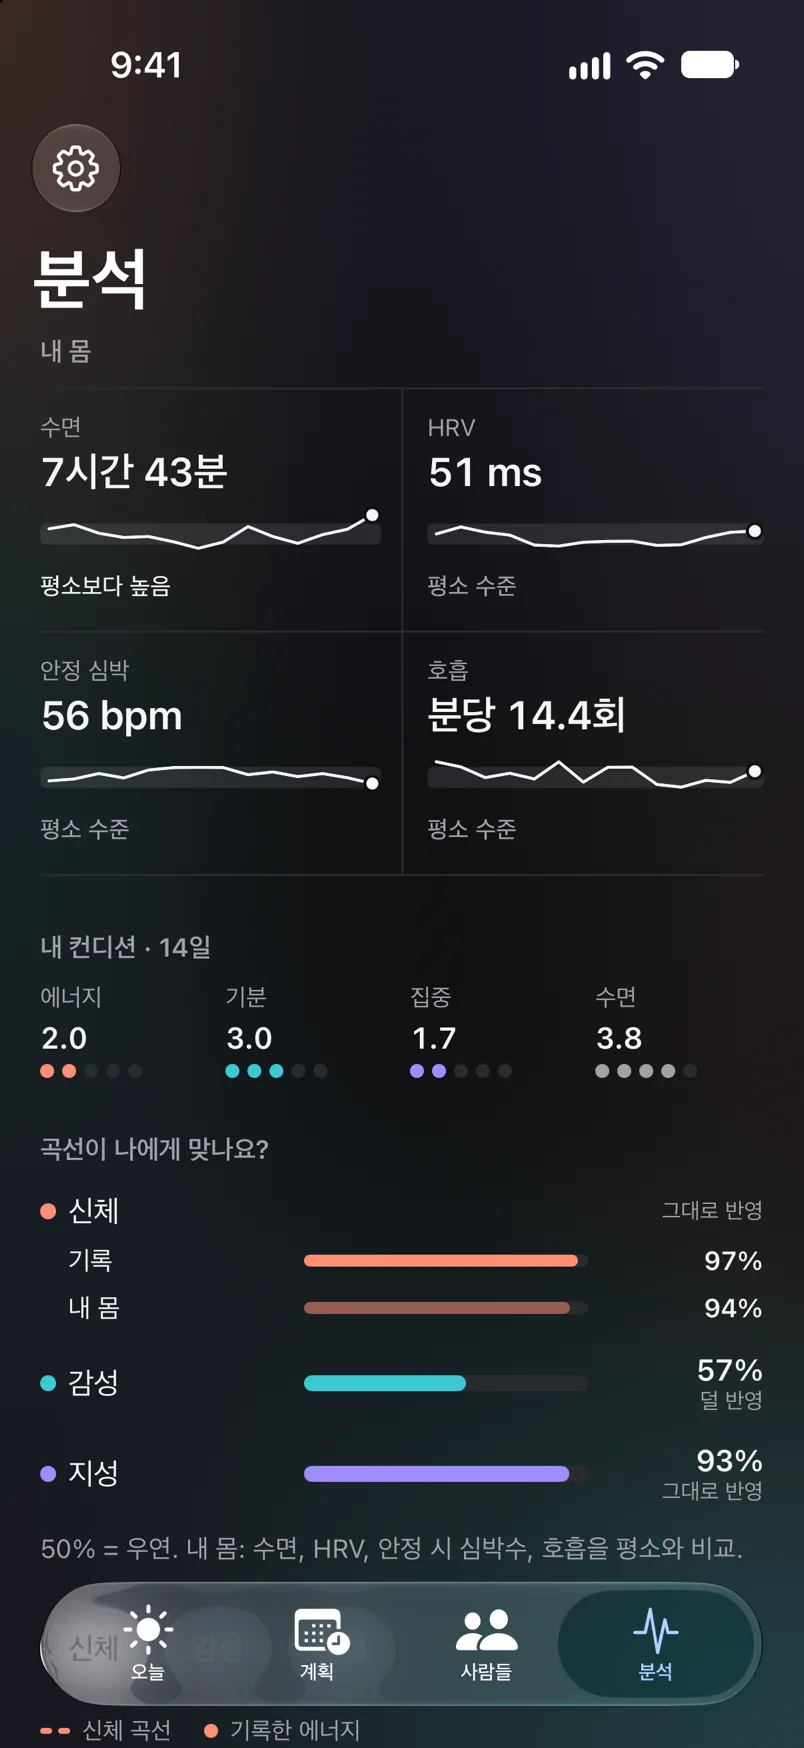 9:41
분석
내 몸
수면
7시간 43분
평소보다 높음
HRV
51 ms
평소 수준
안정 심박
56 bpm
평소 수준
호흡
분당 14.4회
평소 수준
내 컨디션 · 14일
에너지
2.0
기분
3.0
집중
1.7
수면
3.8
곡선이 나에게 맞나요?
신체
그대로 반영
기록
97%
내 몸
94%
감성
57%
덜 반영
지성
93%
그대로 반영
50% = 우연. 내 몸: 수면, HRV, 안정 시 심박수, 호흡을 평소와 비교.
신체
감성
오늘
계획
사람들
분석
신체 곡선
기록한 에너지